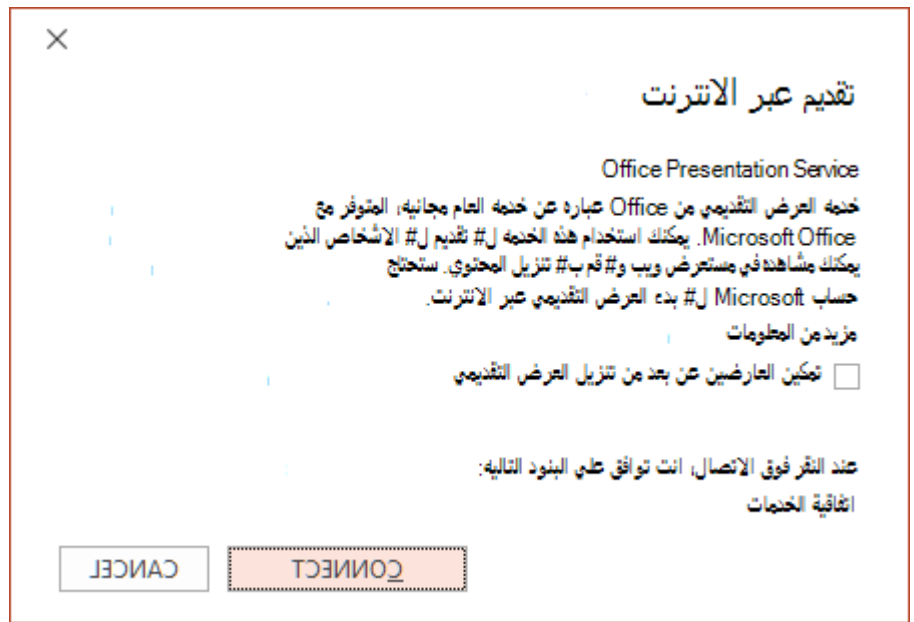 تقديم عبر الانترنت
Office Presentation Service
خدمه العرض التقديمي من Office عباره عن خدمه العام مجانيه، المتوفر مع
Microsoft Office. يمكنك استخدام هذه الخدمه ل# تقديم ل# الاشخاص الذين
يمكنك مشاهده في مستعرض ويب و# قم ب# تنزيل المحتوي. ستحتاج
حساب Microsoft ل# بدء العرض التقديمي عبر الانترنت.
مزيد من المعلومات
تمكين العارضين عن بعد من تنزيل العرض التقديمي
عند النقر فوق الاتصال، انت توافق علي البنود التاليه:
اتفاقية الخدمات
CONNECT CANCEL